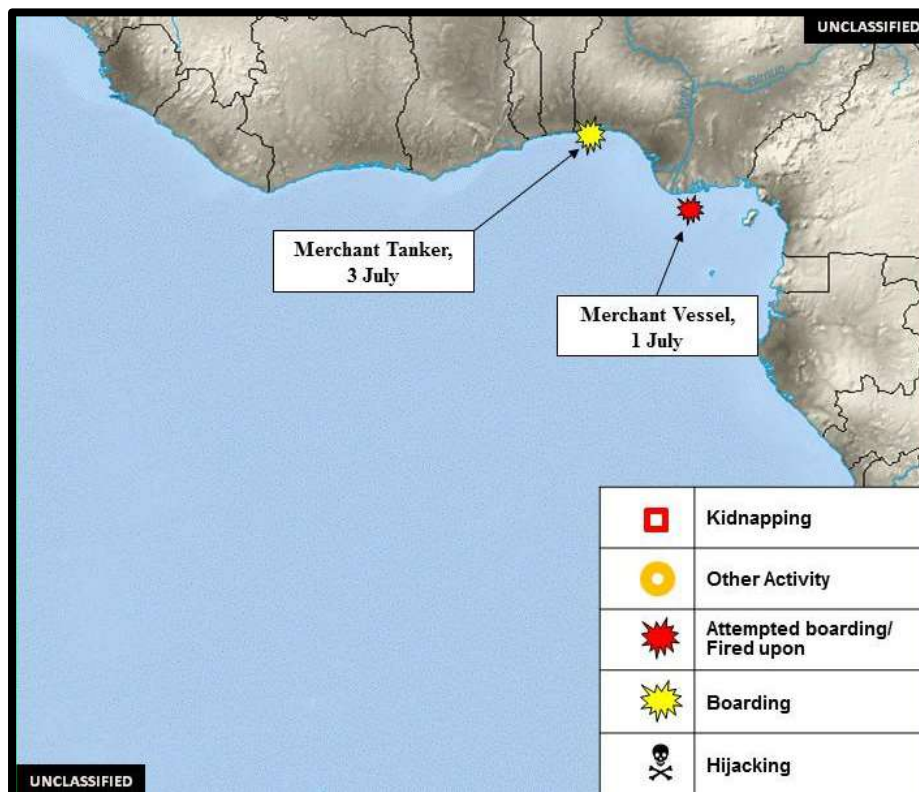 UNCLASSIFIED
Benue
Merchant Tanker,
3 July
Merchant Vessel,
1 July
Kidnapping
Other Activity
Attempted boarding/
Fired upon
Boarding
Hijacking
UNCLASSIFIED